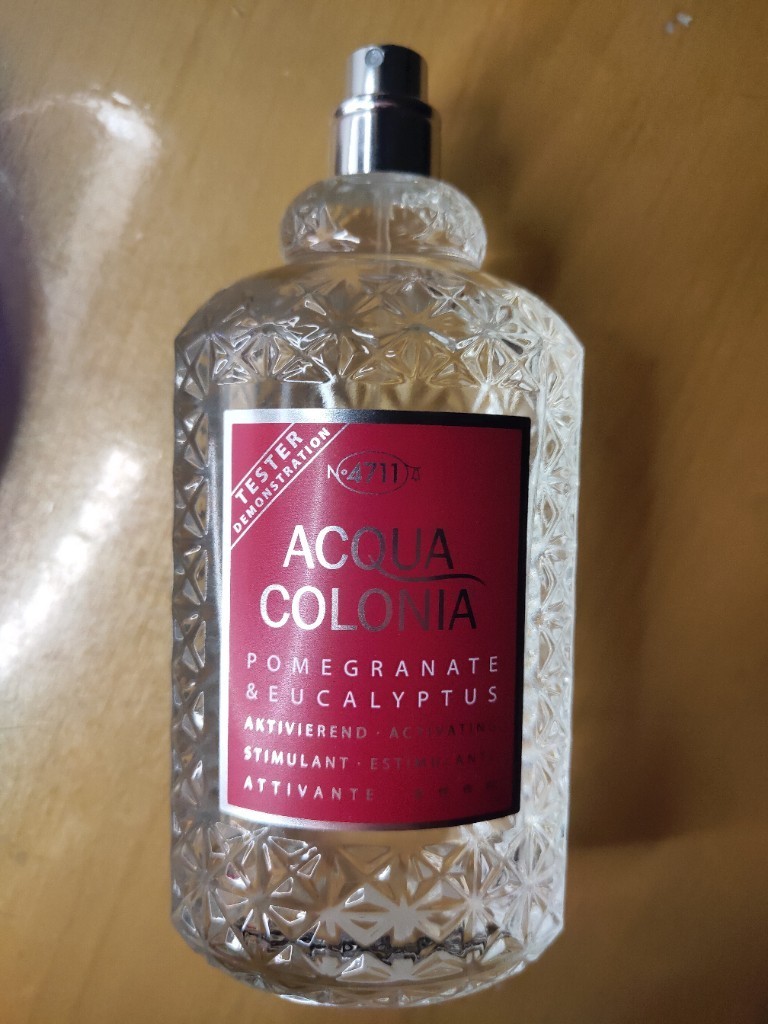 TESTER
DEMONSTRATION
Nº 4711
ACQUA
COLONIA
POMEGRANATE
& EUCALYPTUS
AKTIVIEREND · ACTIVATING
STIMULANT · ESTIMULANTE
ATTIVANTE